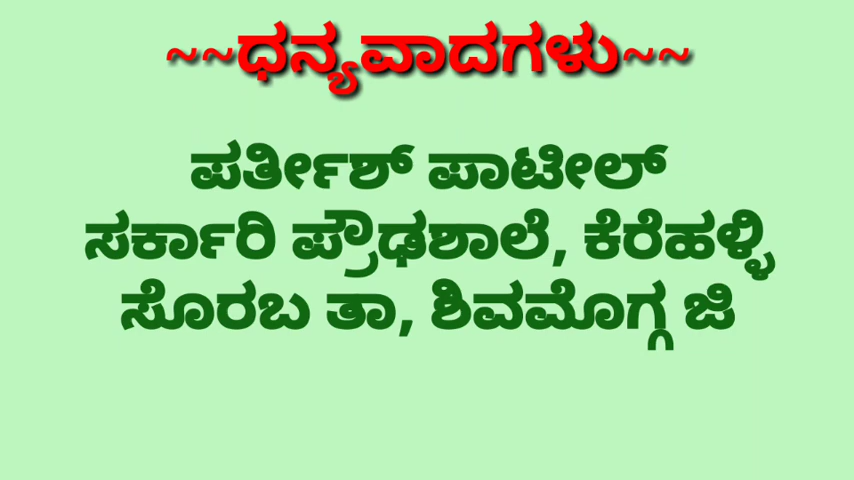 ~~ಧನ್ಯವಾದಗಳು~~
ಪರ್ತೀಶ್ ಪಾಟೀಲ್
ಸರ್ಕಾರಿ ಪ್ರೌಢಶಾಲೆ, ಕೆರೆಹಳ್ಳಿ
ಸೊರಬ ತಾ, ಶಿವಮೊಗ್ಗ ಜಿ